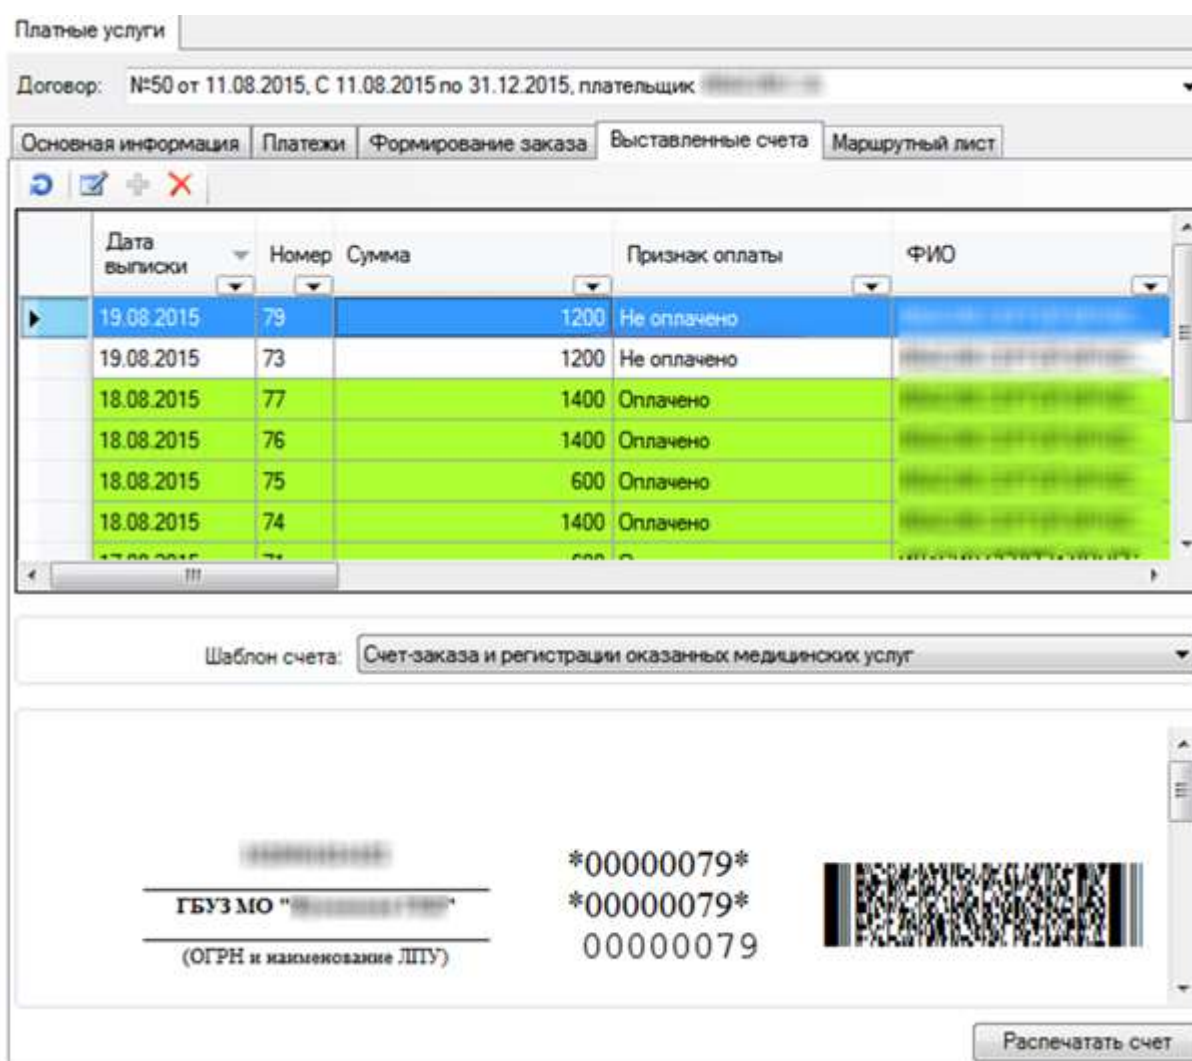 Платные услуги
Договор: №50 от 11.08.2015, С 11.08.2015 по 31.12.2015, плательщик
Основная информация Платежи Формирование заказа Выставленные счета Маршрутный лист
Дата выписки Номер Сумма Признак оплаты ФИО
19.08.2015 79 1200 Не оплачено
19.08.2015 73 1200 Не оплачено
18.08.2015 77 1400 Оплачено
18.08.2015 76 1400 Оплачено
18.08.2015 75 600 Оплачено
18.08.2015 74 1400 Оплачено
Шаблон счета: Счет-заказа и регистрации оказанных медицинских услуг
*00000079*
ГБУЗ МО " " *00000079*
00000079
(ОГРН и наименование ЛПУ)
Распечатать счет